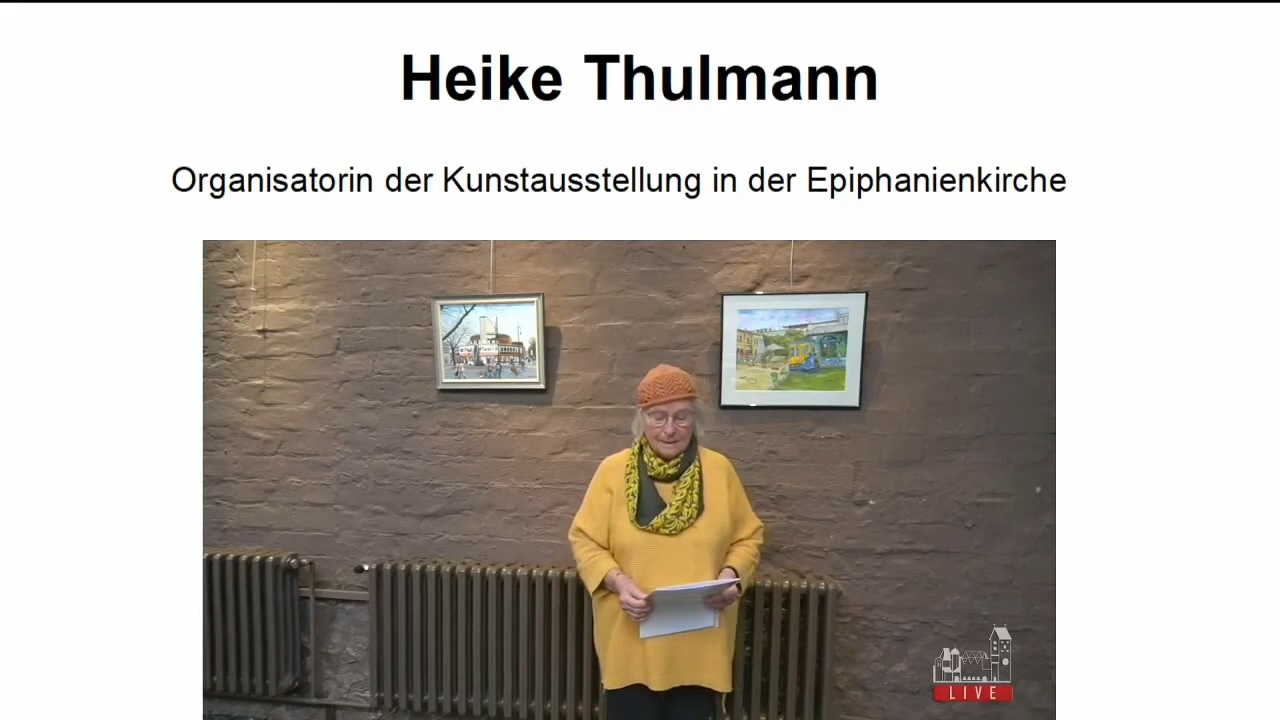 Heike Thulmann
Organisatorin der Kunstausstellung in der Epiphanienkirche
LIVE